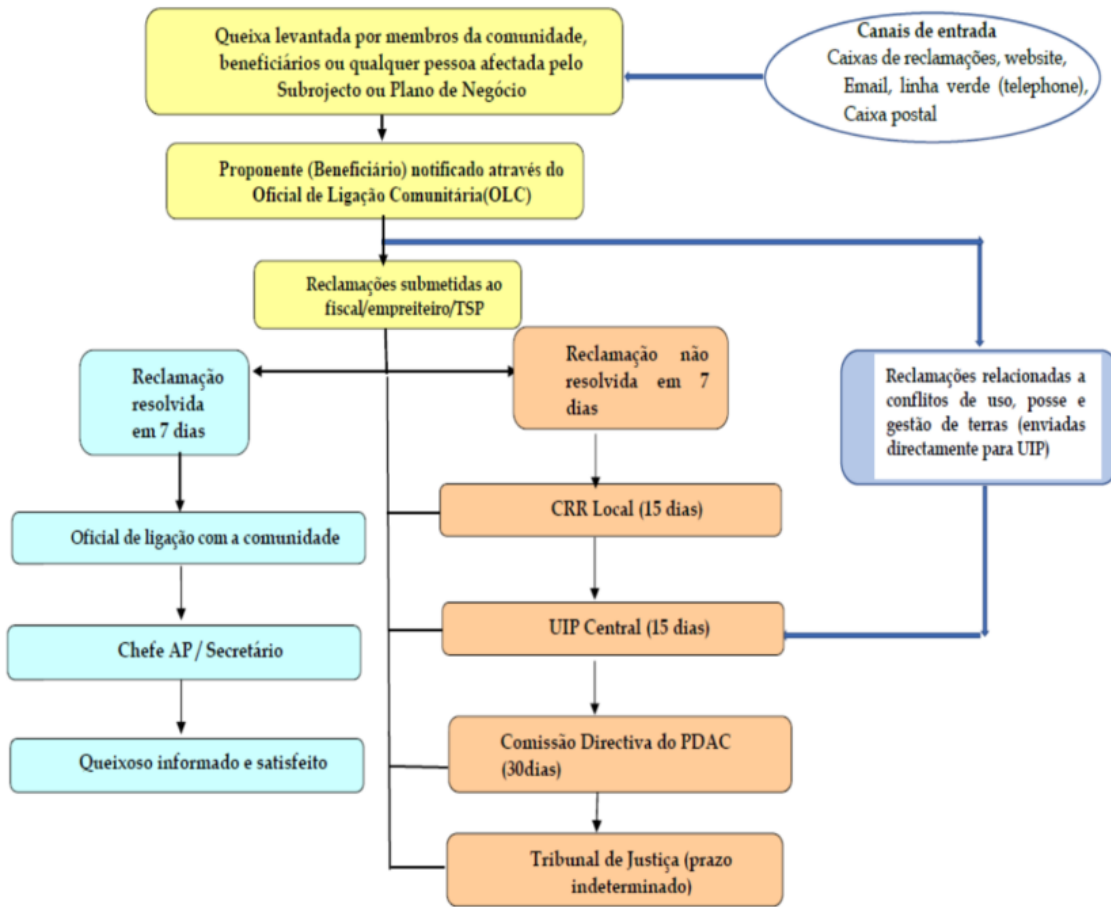 Queixa levantada por membros da comunidade,
beneficiários ou qualquer pessoa afectada pelo
Subrojecto ou Plano de Negócio
Canais de entrada
Caixas de reclamações, website,
Email, linha verde (telephone),
Caixa postal
Proponente (Beneficiário) notificado através do
Oficial de Ligação Comunitária(OLC)
Reclamações submetidas ao
fiscal/empreiteiro/TSP
Reclamação
resolvida
em 7 dias
Reclamação não
resolvida em 7
dias
Reclamações relacionadas a
conflitos de uso, posse e
gestão de terras (enviadas
directamente para UIP)
Oficial de ligação com a comunidade
CRR Local (15 dias)
Chefe AP / Secretário
UIP Central (15 dias)
Queixoso informado e satisfeito
Comissão Directiva do PDAC
(30dias)
Tribunal de Justiça (prazo
indeterminado)